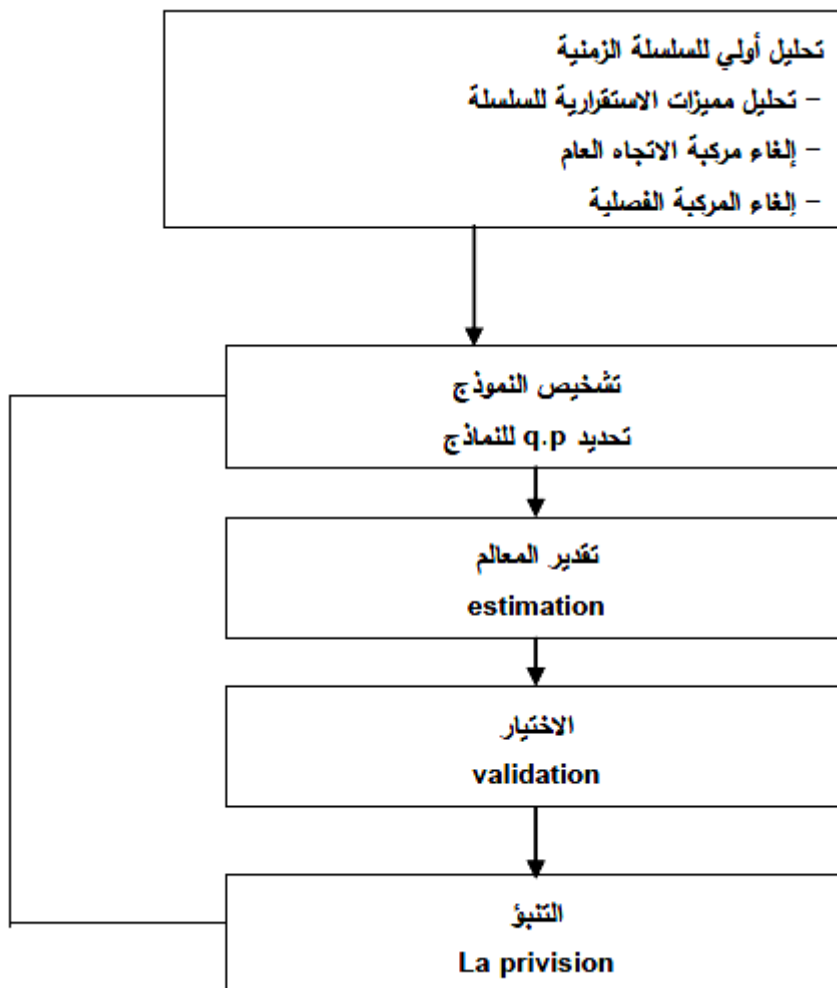 تحليل أولي للسلسلة الزمنية
– تحليل مميزات الاستقرارية للسلسلة
– إلغاء مركبة الاتجاه العام
– إلغاء المركبة الفصلية
تشخيص النموذج
تحديد q.p للنماذج
تقدير المعالم
estimation
الاختيار
validation
التنبؤ
La privision